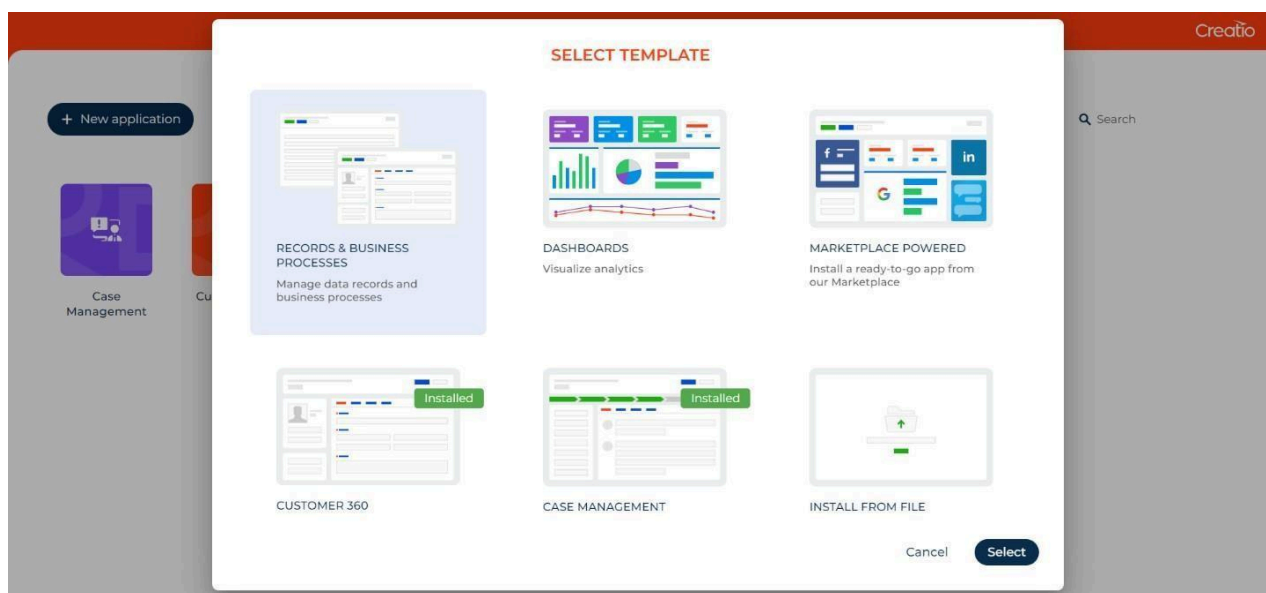 Creatio
SELECT TEMPLATE
+ New application
Search
RECORDS & BUSINESS
PROCESSES
Manage data records and
business processes
DASHBOARDS
Visualize analytics
MARKETPLACE POWERED
Install a ready-to-go app from
our Marketplace
Case
Management
Cu
Installed
Installed
CUSTOMER 360
CASE MANAGEMENT
INSTALL FROM FILE
Cancel
Select
f
in
G